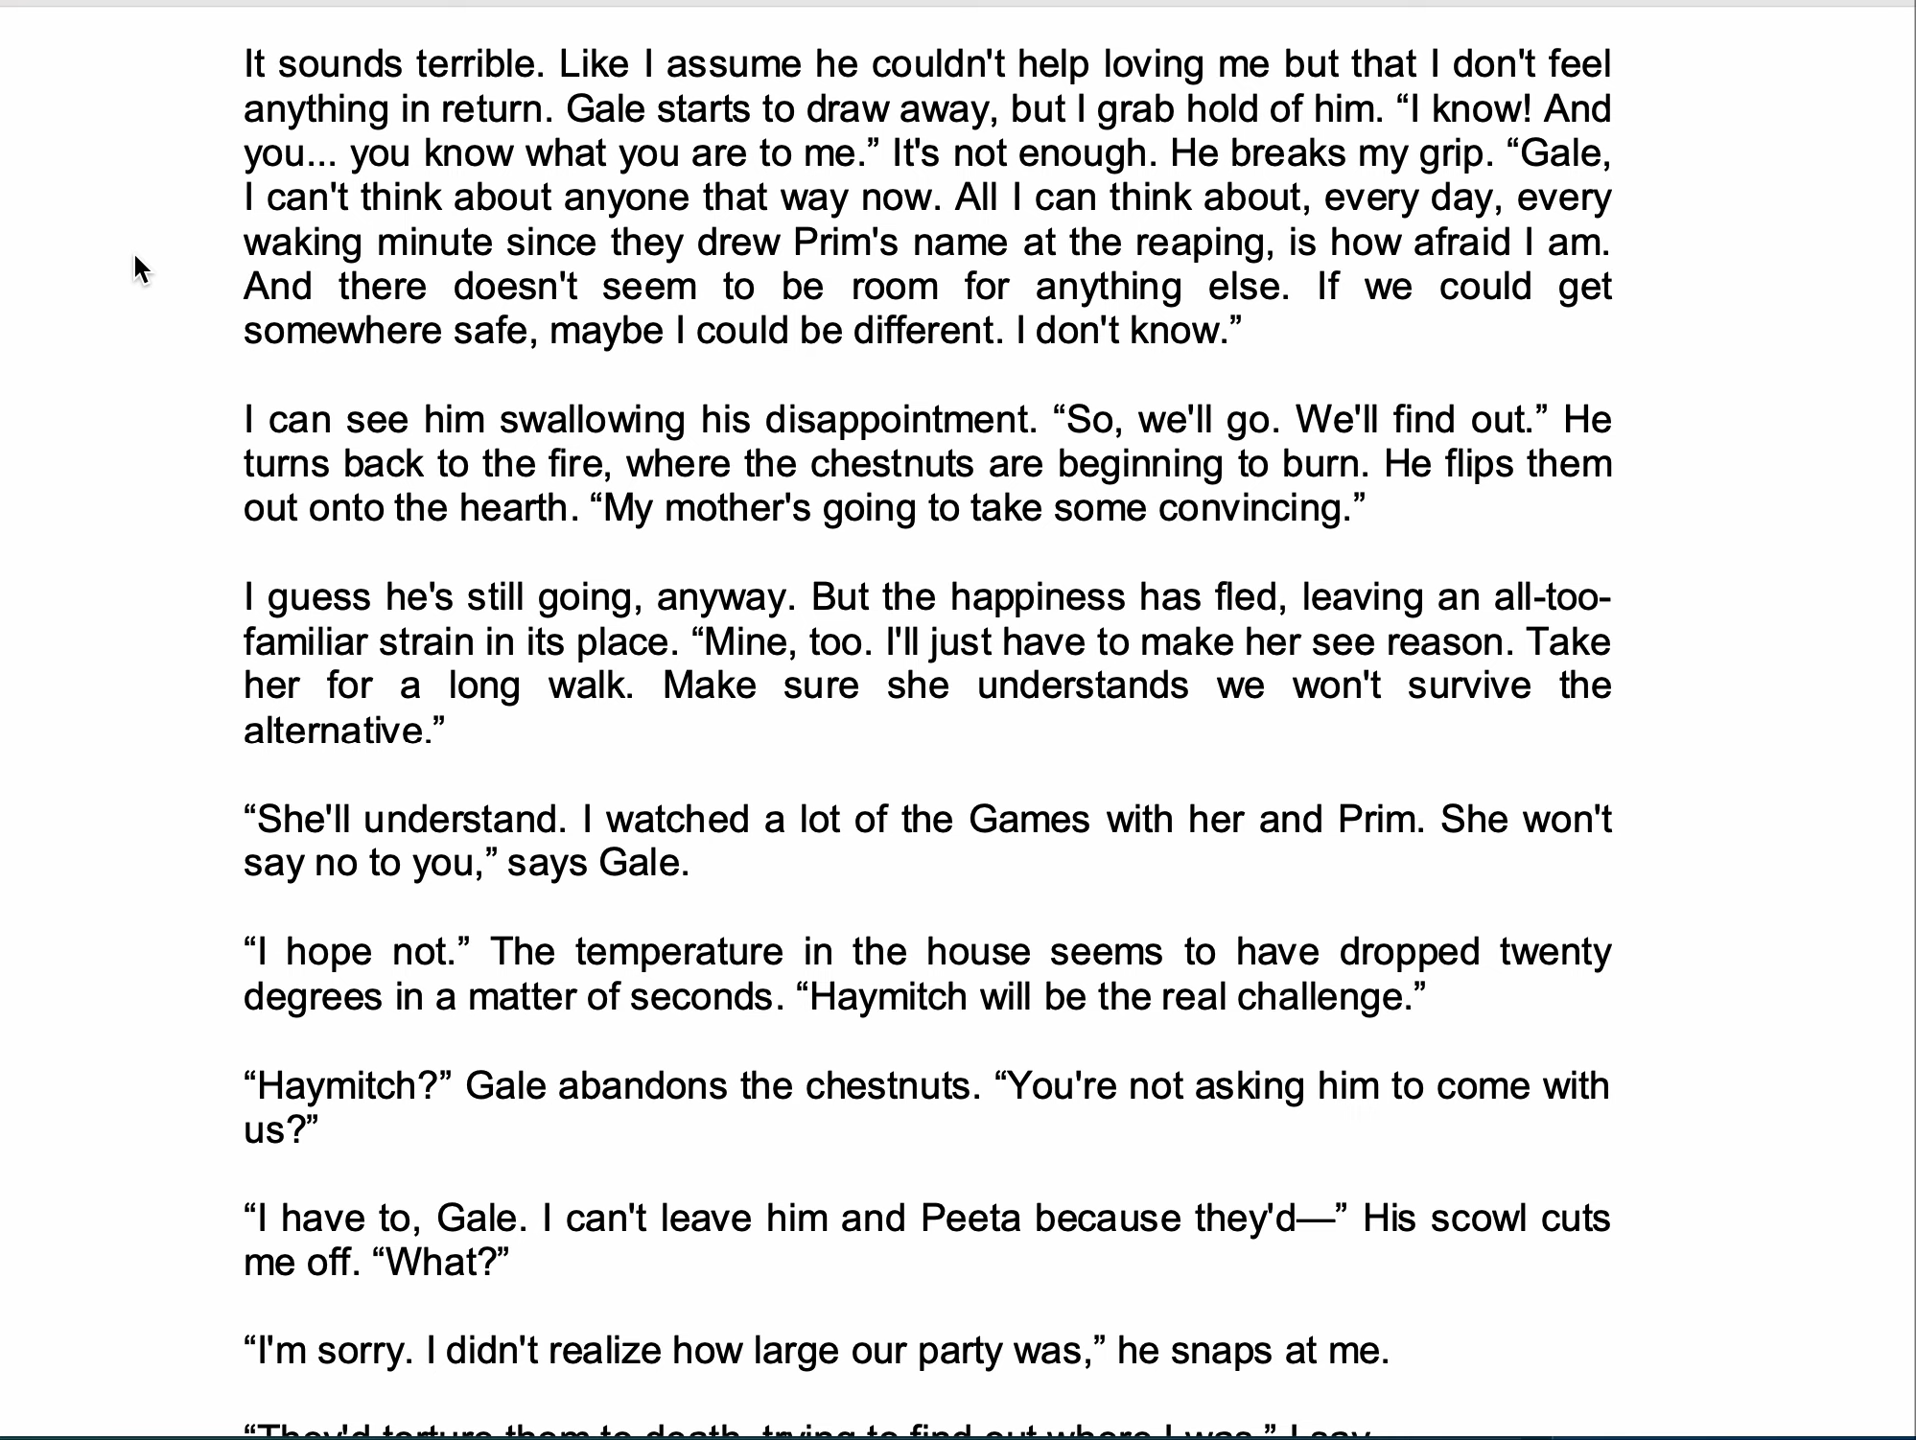 It sounds terrible. Like I assume he couldn't help loving me but that I don't feel
anything in return. Gale starts to draw away, but I grab hold of him. “I know! And
you... you know what you are to me.” It's not enough. He breaks my grip. “Gale,
I can't think about anyone that way now. All I can think about, every day, every
waking minute since they drew Prim's name at the reaping, is how afraid I am.
And there doesn't seem to be room for anything else. If we could get
somewhere safe, maybe I could be different. I don't know.”
I can see him swallowing his disappointment. “So, we'll go. We'll find out.” He
turns back to the fire, where the chestnuts are beginning to burn. He flips them
out onto the hearth. “My mother's going to take some convincing.”
I guess he's still going, anyway. But the happiness has fled, leaving an all-too-
familiar strain in its place. “Mine, too. I'll just have to make her see reason. Take
her for a long walk. Make sure she understands we won't survive the
alternative.”
“She'll understand. I watched a lot of the Games with her and Prim. She won't
say no to you,” says Gale.
“I hope not.” The temperature in the house seems to have dropped twenty
degrees in a matter of seconds. “Haymitch will be the real challenge.”
“Haymitch?” Gale abandons the chestnuts. “You're not asking him to come with
us?”
“I have to, Gale. I can't leave him and Peeta because they'd—” His scowl cuts
me off. “What?”
“I'm sorry. I didn't realize how large our party was,” he snaps at me.
“They'd torture them to death, trying to find out where I was,” I say.